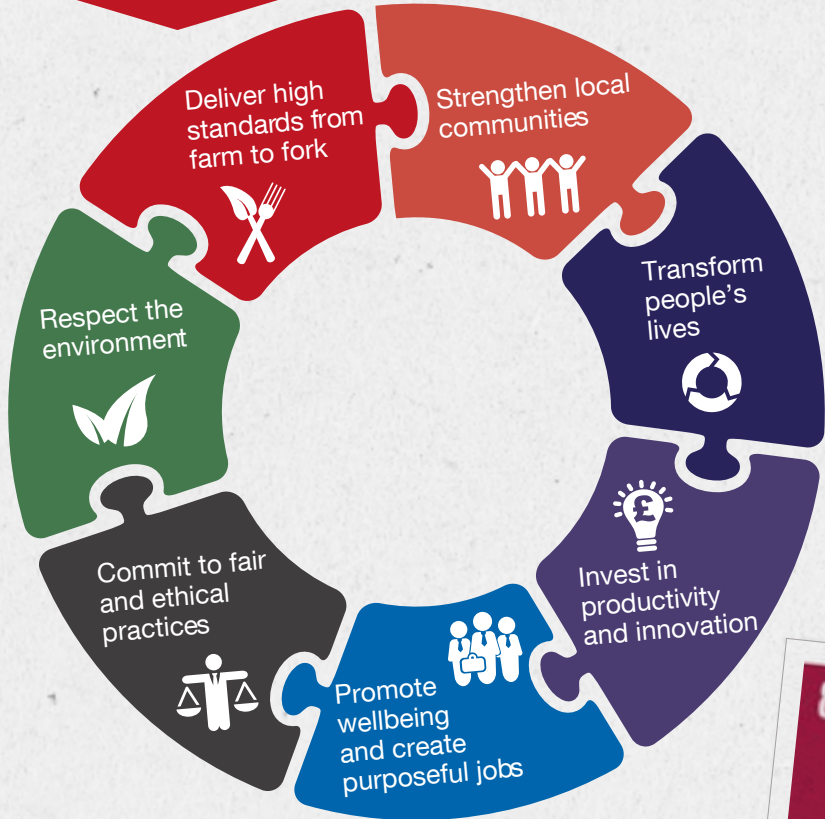 Deliver high
standards from
farm to fork
Strengthen local
communities
Transform
people's
lives
£
Invest in
productivity
and innovation
Promote
wellbeing
and create
purposeful jobs
Commit to fair
and ethical
practices
Respect the
environment